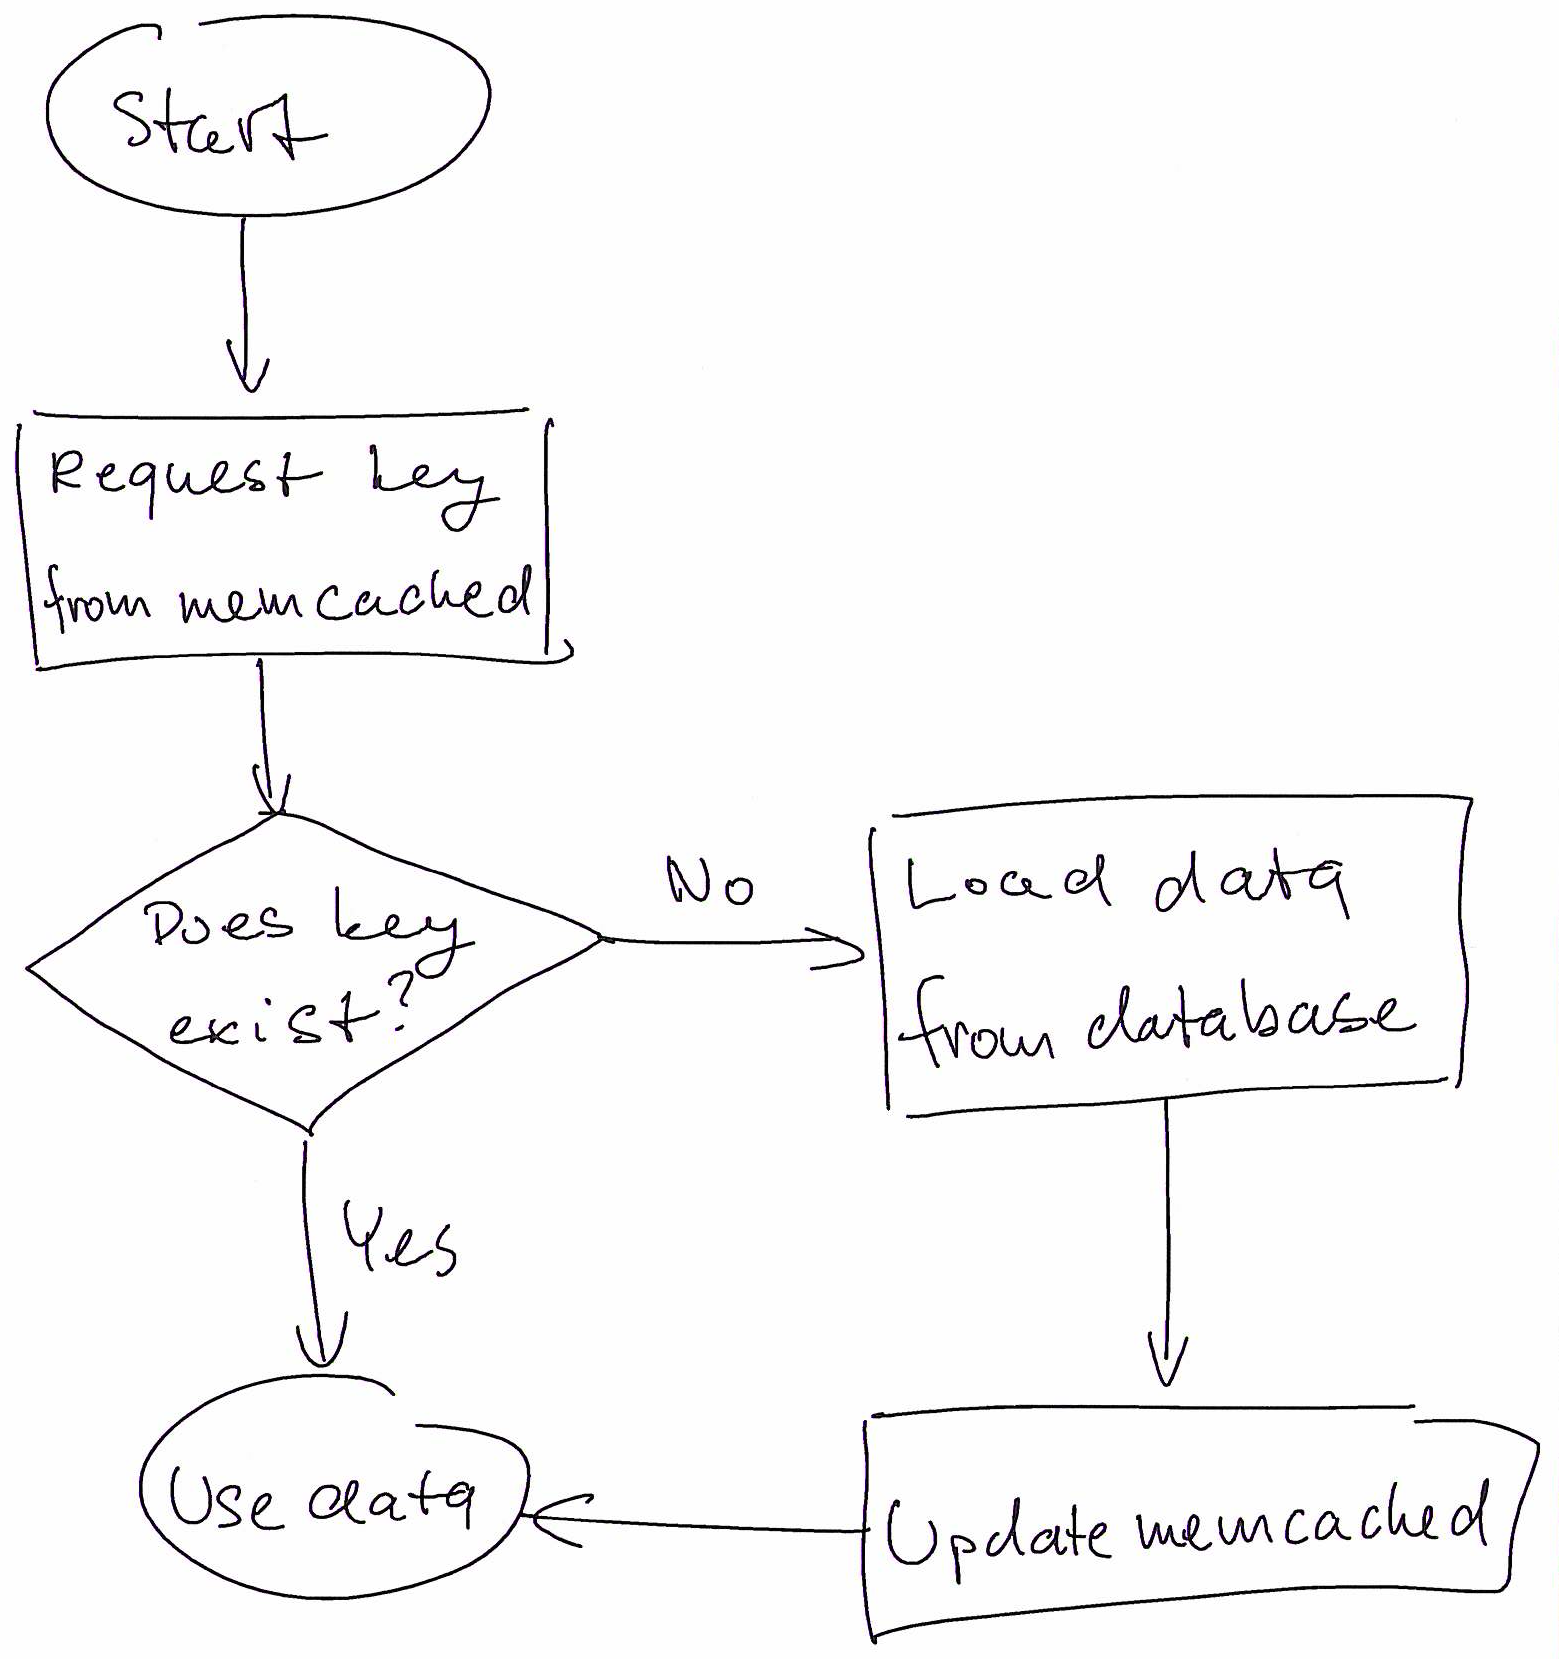 Start
Request key
from memcached
Does key
exist?
No
Load data
from database
Yes
Use data
Update memcached